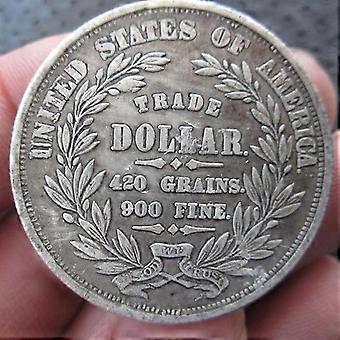 UNITED STATES OF AMERICA.
TRADE
DOLLAR.
420 GRAINS.
900 FINE.